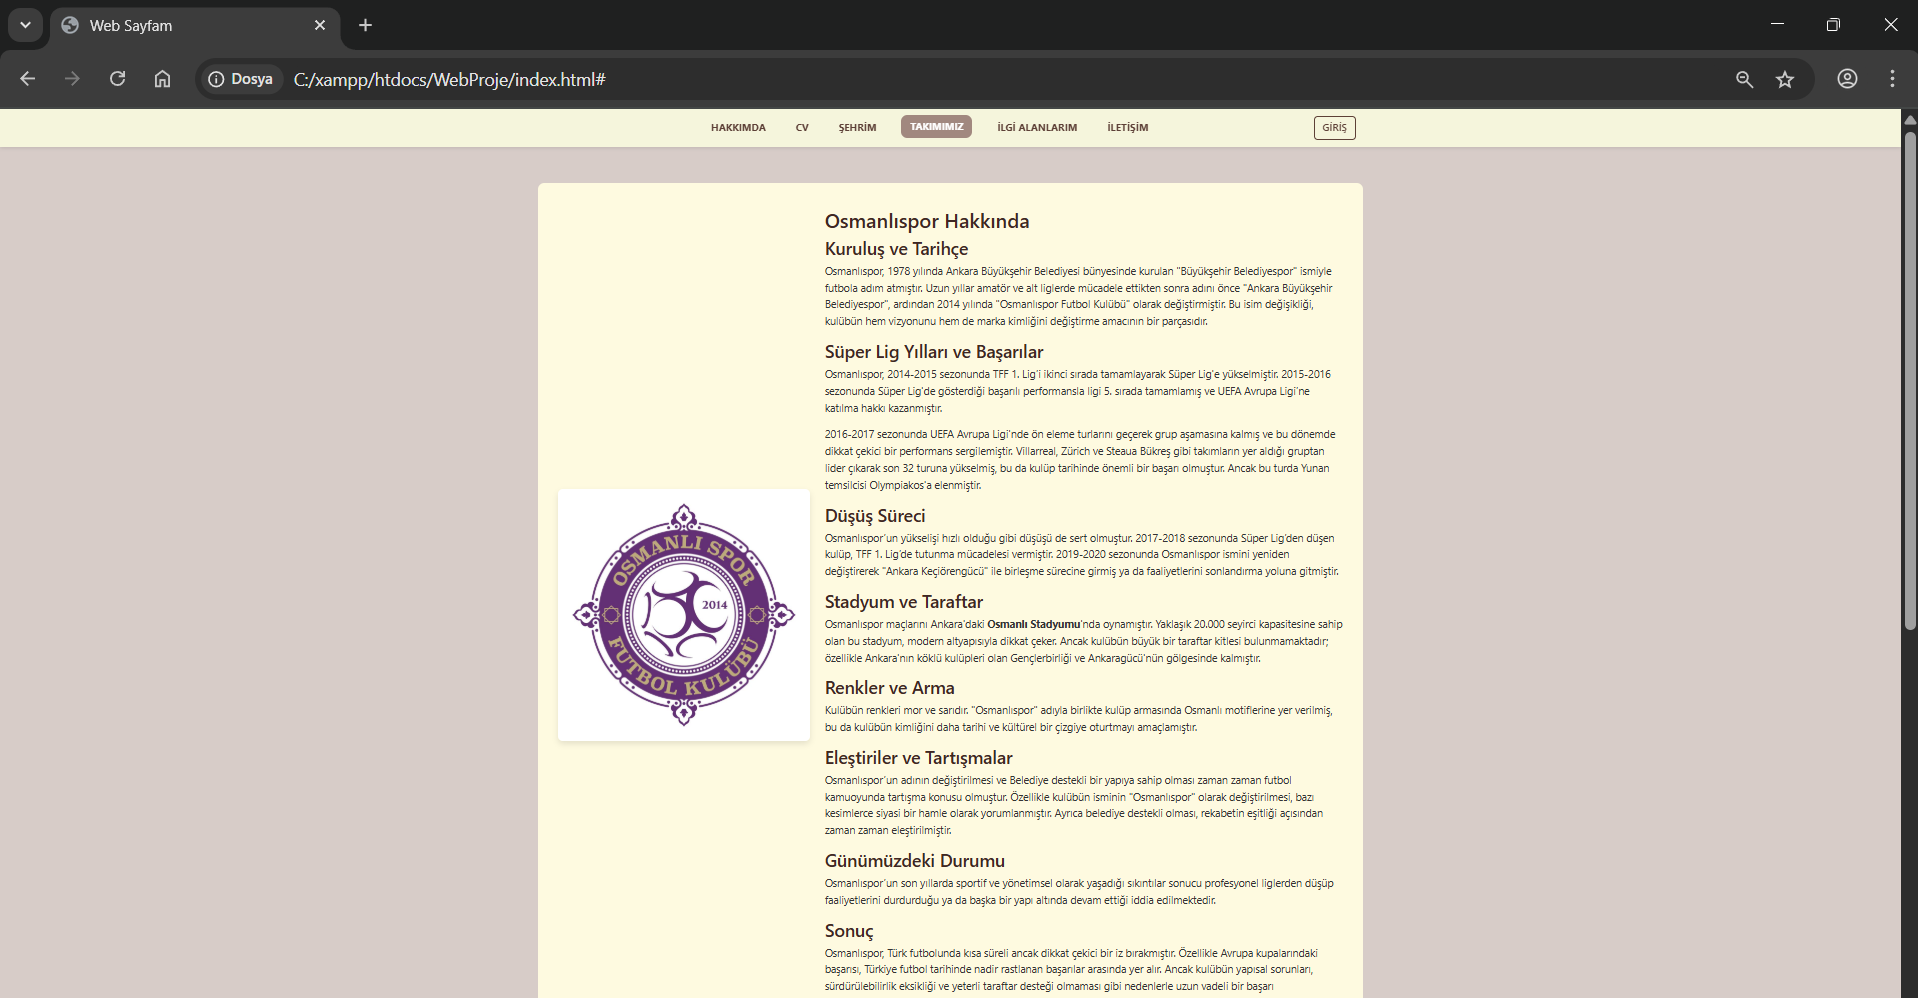 Web Sayfam
Dosya
C:/xampp/htdocs/WebProje/index.html#
HAKKIMDA CV ŞEHRİM TAKIMIMIZ İLGİ ALANLARIM İLETİŞİM GİRİŞ
OSMANLI SPOR
2014
FUTBOL KULÜBÜ
Osmanlıspor Hakkında
Kuruluş ve Tarihçe
Osmanlıspor, 1978 yılında Ankara Büyükşehir Belediyesi bünyesinde kurulan "Büyükşehir Belediyespor" ismiyle
futbola adım atmıştır. Uzun yıllar amatör ve alt liglerde mücadele ettikten sonra adını önce "Ankara Büyükşehir
Belediyespor", ardından 2014 yılında "Osmanlıspor Futbol Kulübü" olarak değiştirmiştir. Bu isim değişikliği,
kulübün hem vizyonunu hem de marka kimliğini değiştirme amacının bir parçasıdır.
Süper Lig Yılları ve Başarılar
Osmanlıspor, 2014-2015 sezonunda TFF 1. Lig'i ikinci sırada tamamlayarak Süper Lig'e yükselmiştir. 2015-2016
sezonunda Süper Lig'de gösterdiği başarılı performansla ligi 5. sırada tamamlamış ve UEFA Avrupa Ligi'ne
katılma hakkı kazanmıştır.
2016-2017 sezonunda UEFA Avrupa Ligi'nde ön eleme turlarını geçerek grup aşamasına kalmış ve bu dönemde
dikkat çekici bir performans sergilemiştir. Villarreal, Zürich ve Steaua Bükreş gibi takımların yer aldığı gruptan
lider çıkarak son 32 turuna yükselmiş, bu da kulüp tarihinde önemli bir başarı olmuştur. Ancak bu turda Yunan
temsilcisi Olympiakos'a elenmiştir.
Düşüş Süreci
Osmanlıspor'un yükselişi hızlı olduğu gibi düşüşü de sert olmuştur. 2017-2018 sezonunda Süper Lig'den düşen
kulüp, TFF 1. Lig'de tutunma mücadelesi vermiştir. 2019-2020 sezonunda Osmanlıspor ismini yeniden
değiştirerek "Ankara Keçiörengücü" ile birleşme sürecine girmiş ya da faaliyetlerini sonlandırma yoluna gitmiştir.
Stadyum ve Taraftar
Osmanlıspor maçlarını Ankara'daki Osmanlı Stadyumu'nda oynamıştır. Yaklaşık 20.000 seyirci kapasitesine sahip
olan bu stadyum, modern altyapısıyla dikkat çeker. Ancak kulübün büyük bir taraftar kitlesi bulunmamaktadır;
özellikle Ankara'nın köklü kulüpleri olan Gençlerbirliği ve Ankaragücü'nün gölgesinde kalmıştır.
Renkler ve Arma
Kulübün renkleri mor ve sarıdır. "Osmanlıspor" adıyla birlikte kulüp armasında Osmanlı motiflerine yer verilmiş,
bu da kulübün kimliğini daha tarihi ve kültürel bir çizgiye oturtmayı amaçlamıştır.
Eleştiriler ve Tartışmalar
Osmanlıspor'un adının değiştirilmesi ve Belediye destekli bir yapıya sahip olması zaman zaman futbol
kamuoyunda tartışma konusu olmuştur. Özellikle kulübün isminin "Osmanlıspor" olarak değiştirilmesi, bazı
kesimlerce siyasi bir hamle olarak yorumlanmıştır. Ayrıca belediye destekli olması, rekabetin eşitliği açısından
zaman zaman eleştirilmiştir.
Günümüzdeki Durumu
Osmanlıspor'un son yıllarda sportif ve yönetimsel olarak yaşadığı sıkıntılar sonucu profesyonel liglerden düşüp
faaliyetlerini durdurduğu ya da başka bir yapı altında devam ettiği iddia edilmektedir.
Sonuç
Osmanlıspor, Türk futbolunda kısa süreli ancak dikkat çekici bir iz bırakmıştır. Özellikle Avrupa kupalarındaki
başarısı, Türkiye futbol tarihinde nadir rastlanan başarılar arasında yer alır. Ancak kulübün yapısal sorunları,
sürdürülebilirlik eksikliği ve yeterli taraftar desteği olmaması gibi nedenlerle uzun vadeli bir başarı